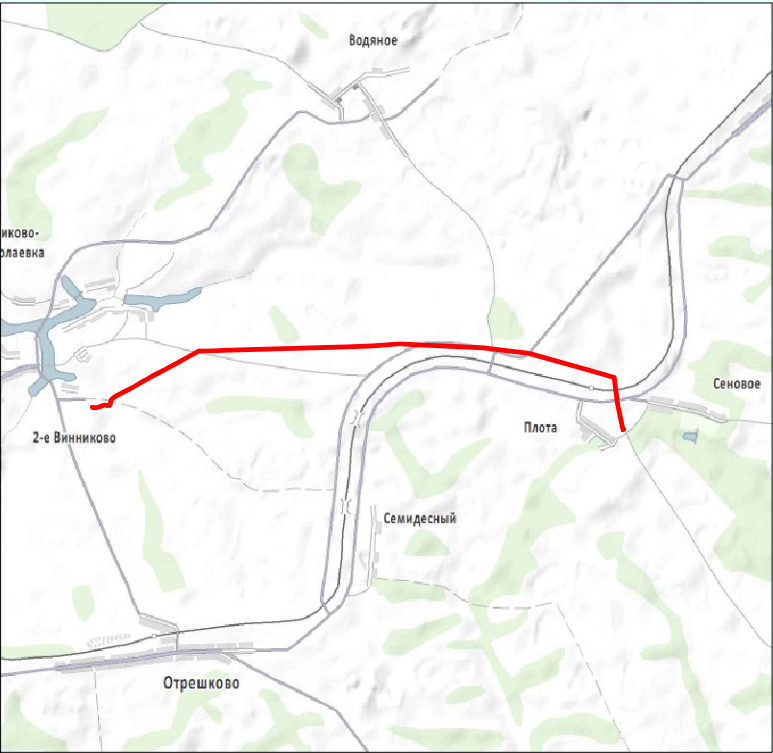 Водяное
иково-
олаевка
Сеновое
2-е Винниково
Плота
Семидесный
Отрешково